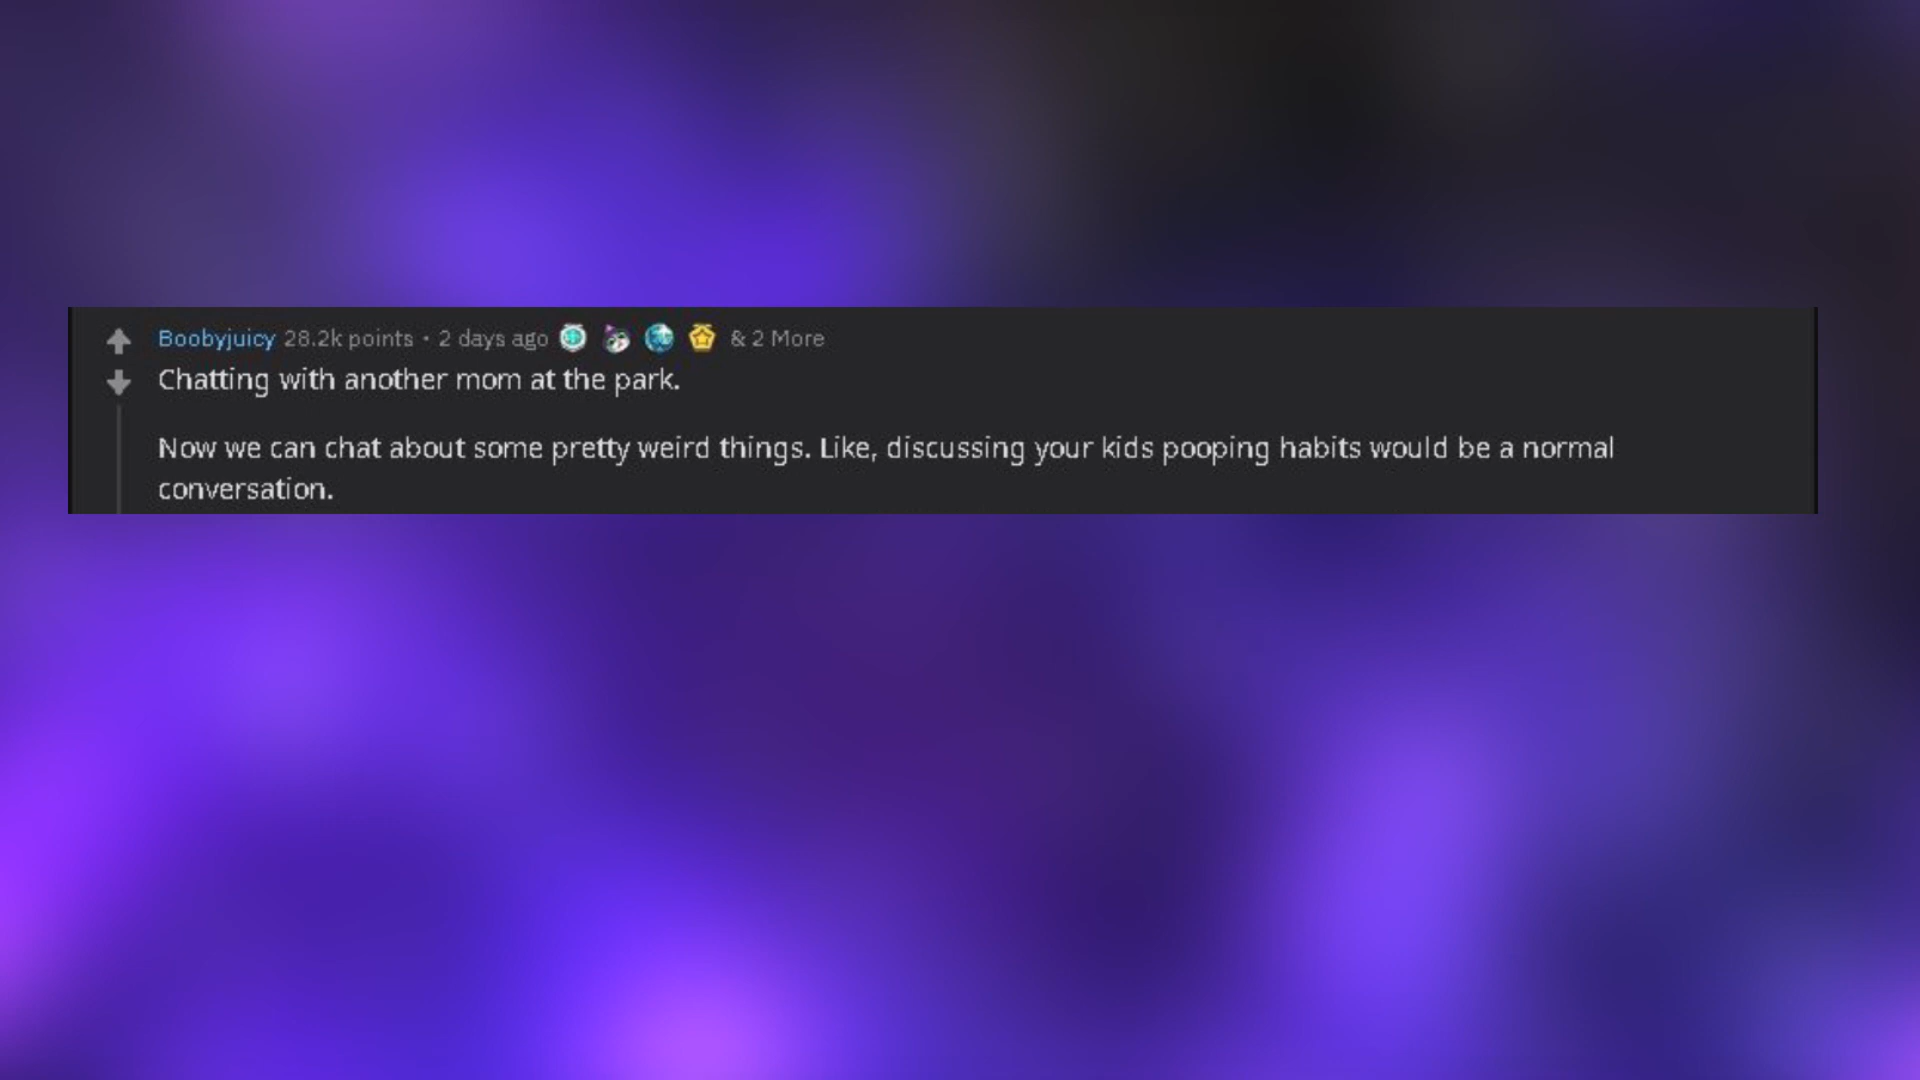 Boobyjuicy 28.2k points · 2 days ago & 2 More
Chatting with another mom at the park.
Now we can chat about some pretty weird things. Like, discussing your kids pooping habits would be a normal
conversation.